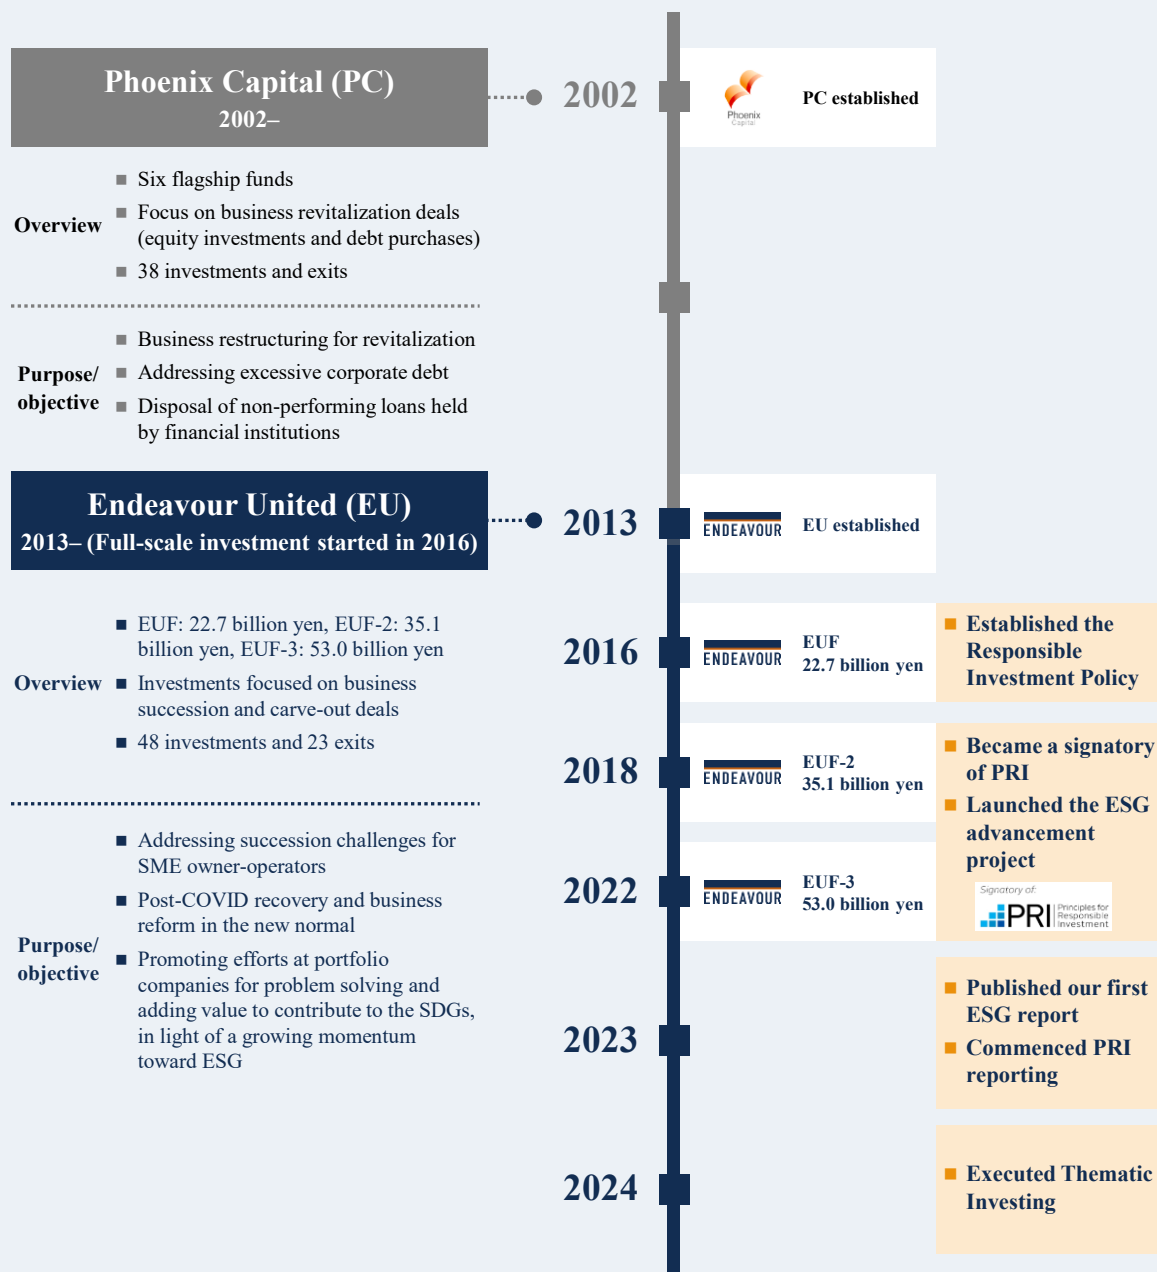 Phoenix Capital (PC)
2002–
2002
Phoenix
Capital
PC established
Overview
Six flagship funds
Focus on business revitalization deals
(equity investments and debt purchases)
38 investments and exits
Purpose/
objective
Business restructuring for revitalization
Addressing excessive corporate debt
Disposal of non-performing loans held
by financial institutions
Endeavour United (EU)
2013– (Full-scale investment started in 2016)
2013
ENDEAVOUR
EU established
Overview
EUF: 22.7 billion yen, EUF-2: 35.1
billion yen, EUF-3: 53.0 billion yen
Investments focused on business
succession and carve-out deals
48 investments and 23 exits
Purpose/
objective
Addressing succession challenges for
SME owner-operators
Post-COVID recovery and business
reform in the new normal
Promoting efforts at portfolio
companies for problem solving and
adding value to contribute to the SDGs,
in light of a growing momentum
toward ESG
2016
ENDEAVOUR
EUF
22.7 billion yen
Established the
Responsible
Investment Policy
2018
ENDEAVOUR
EUF-2
35.1 billion yen
Became a signatory
of PRI
Launched the ESG
advancement
project
2022
ENDEAVOUR
EUF-3
53.0 billion yen
Signatory of:
PRI
Principles for
Responsible
Investment
2023
Published our first
ESG report
Commenced PRI
reporting
2024
Executed Thematic
Investing